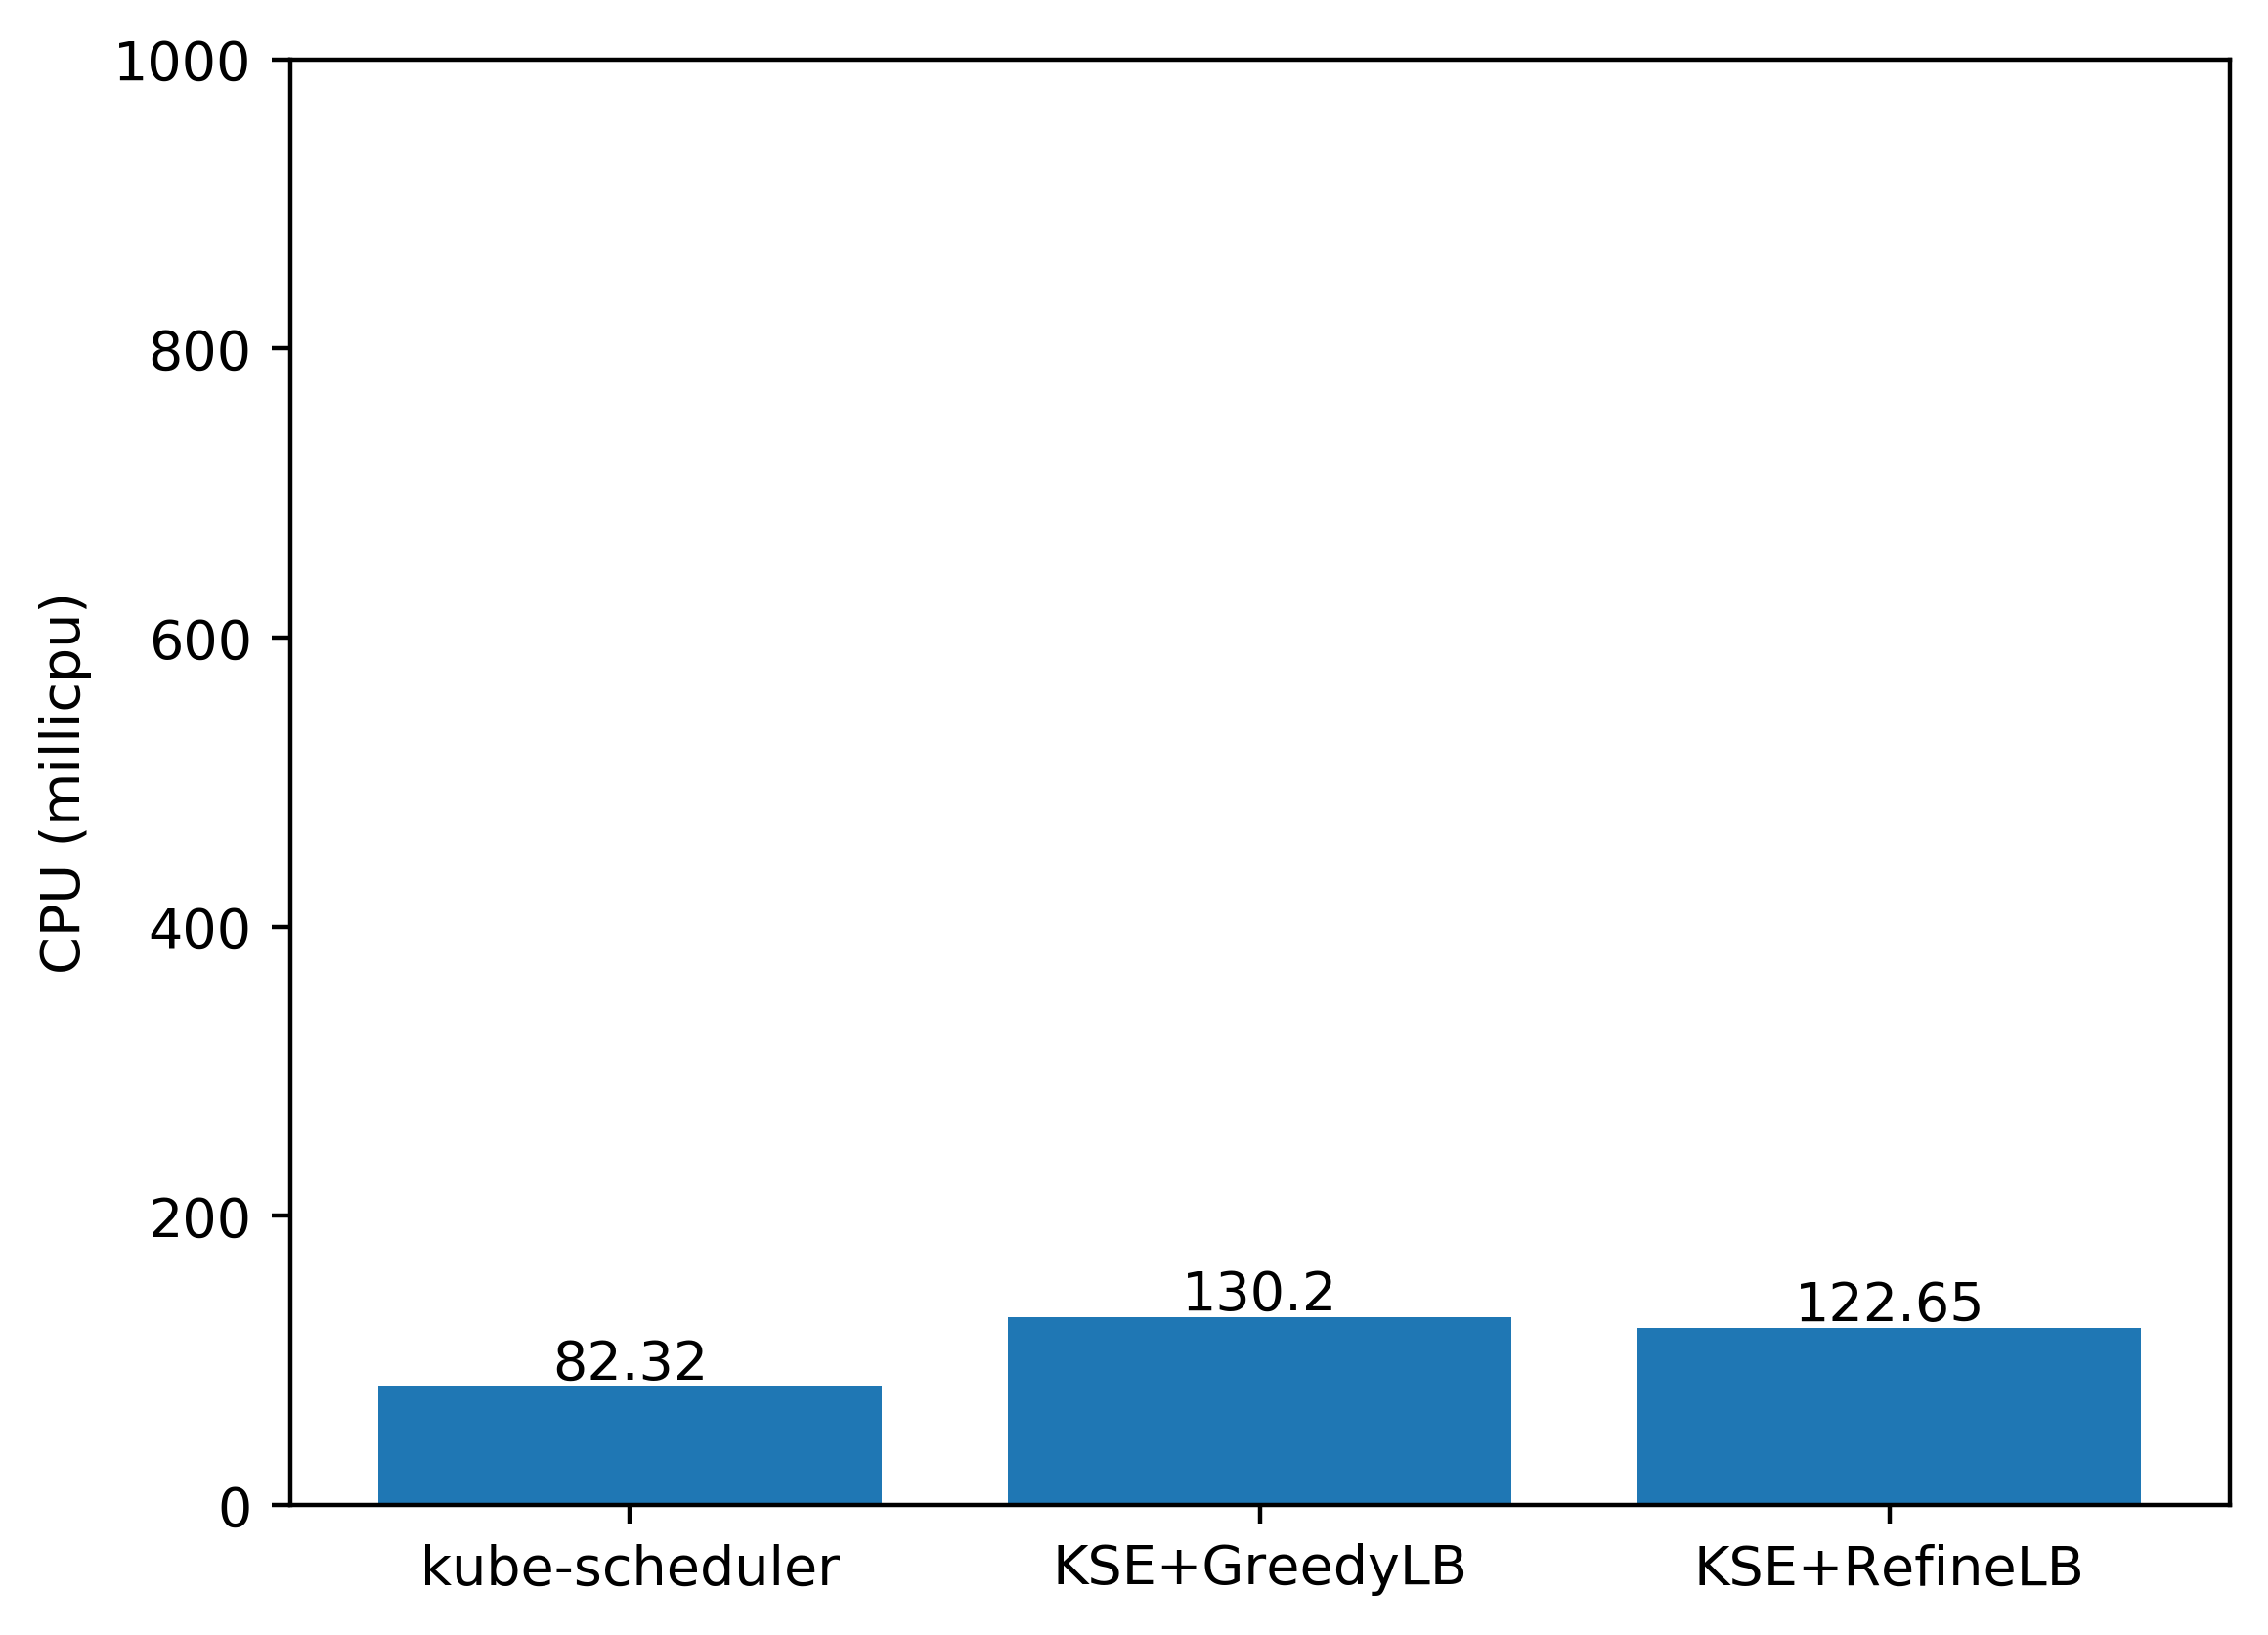 1000
800
600
400
200
0
CPU (millicpu)
82.32
130.2
122.65
kube-scheduler
KSE+GreedyLB
KSE+RefineLB